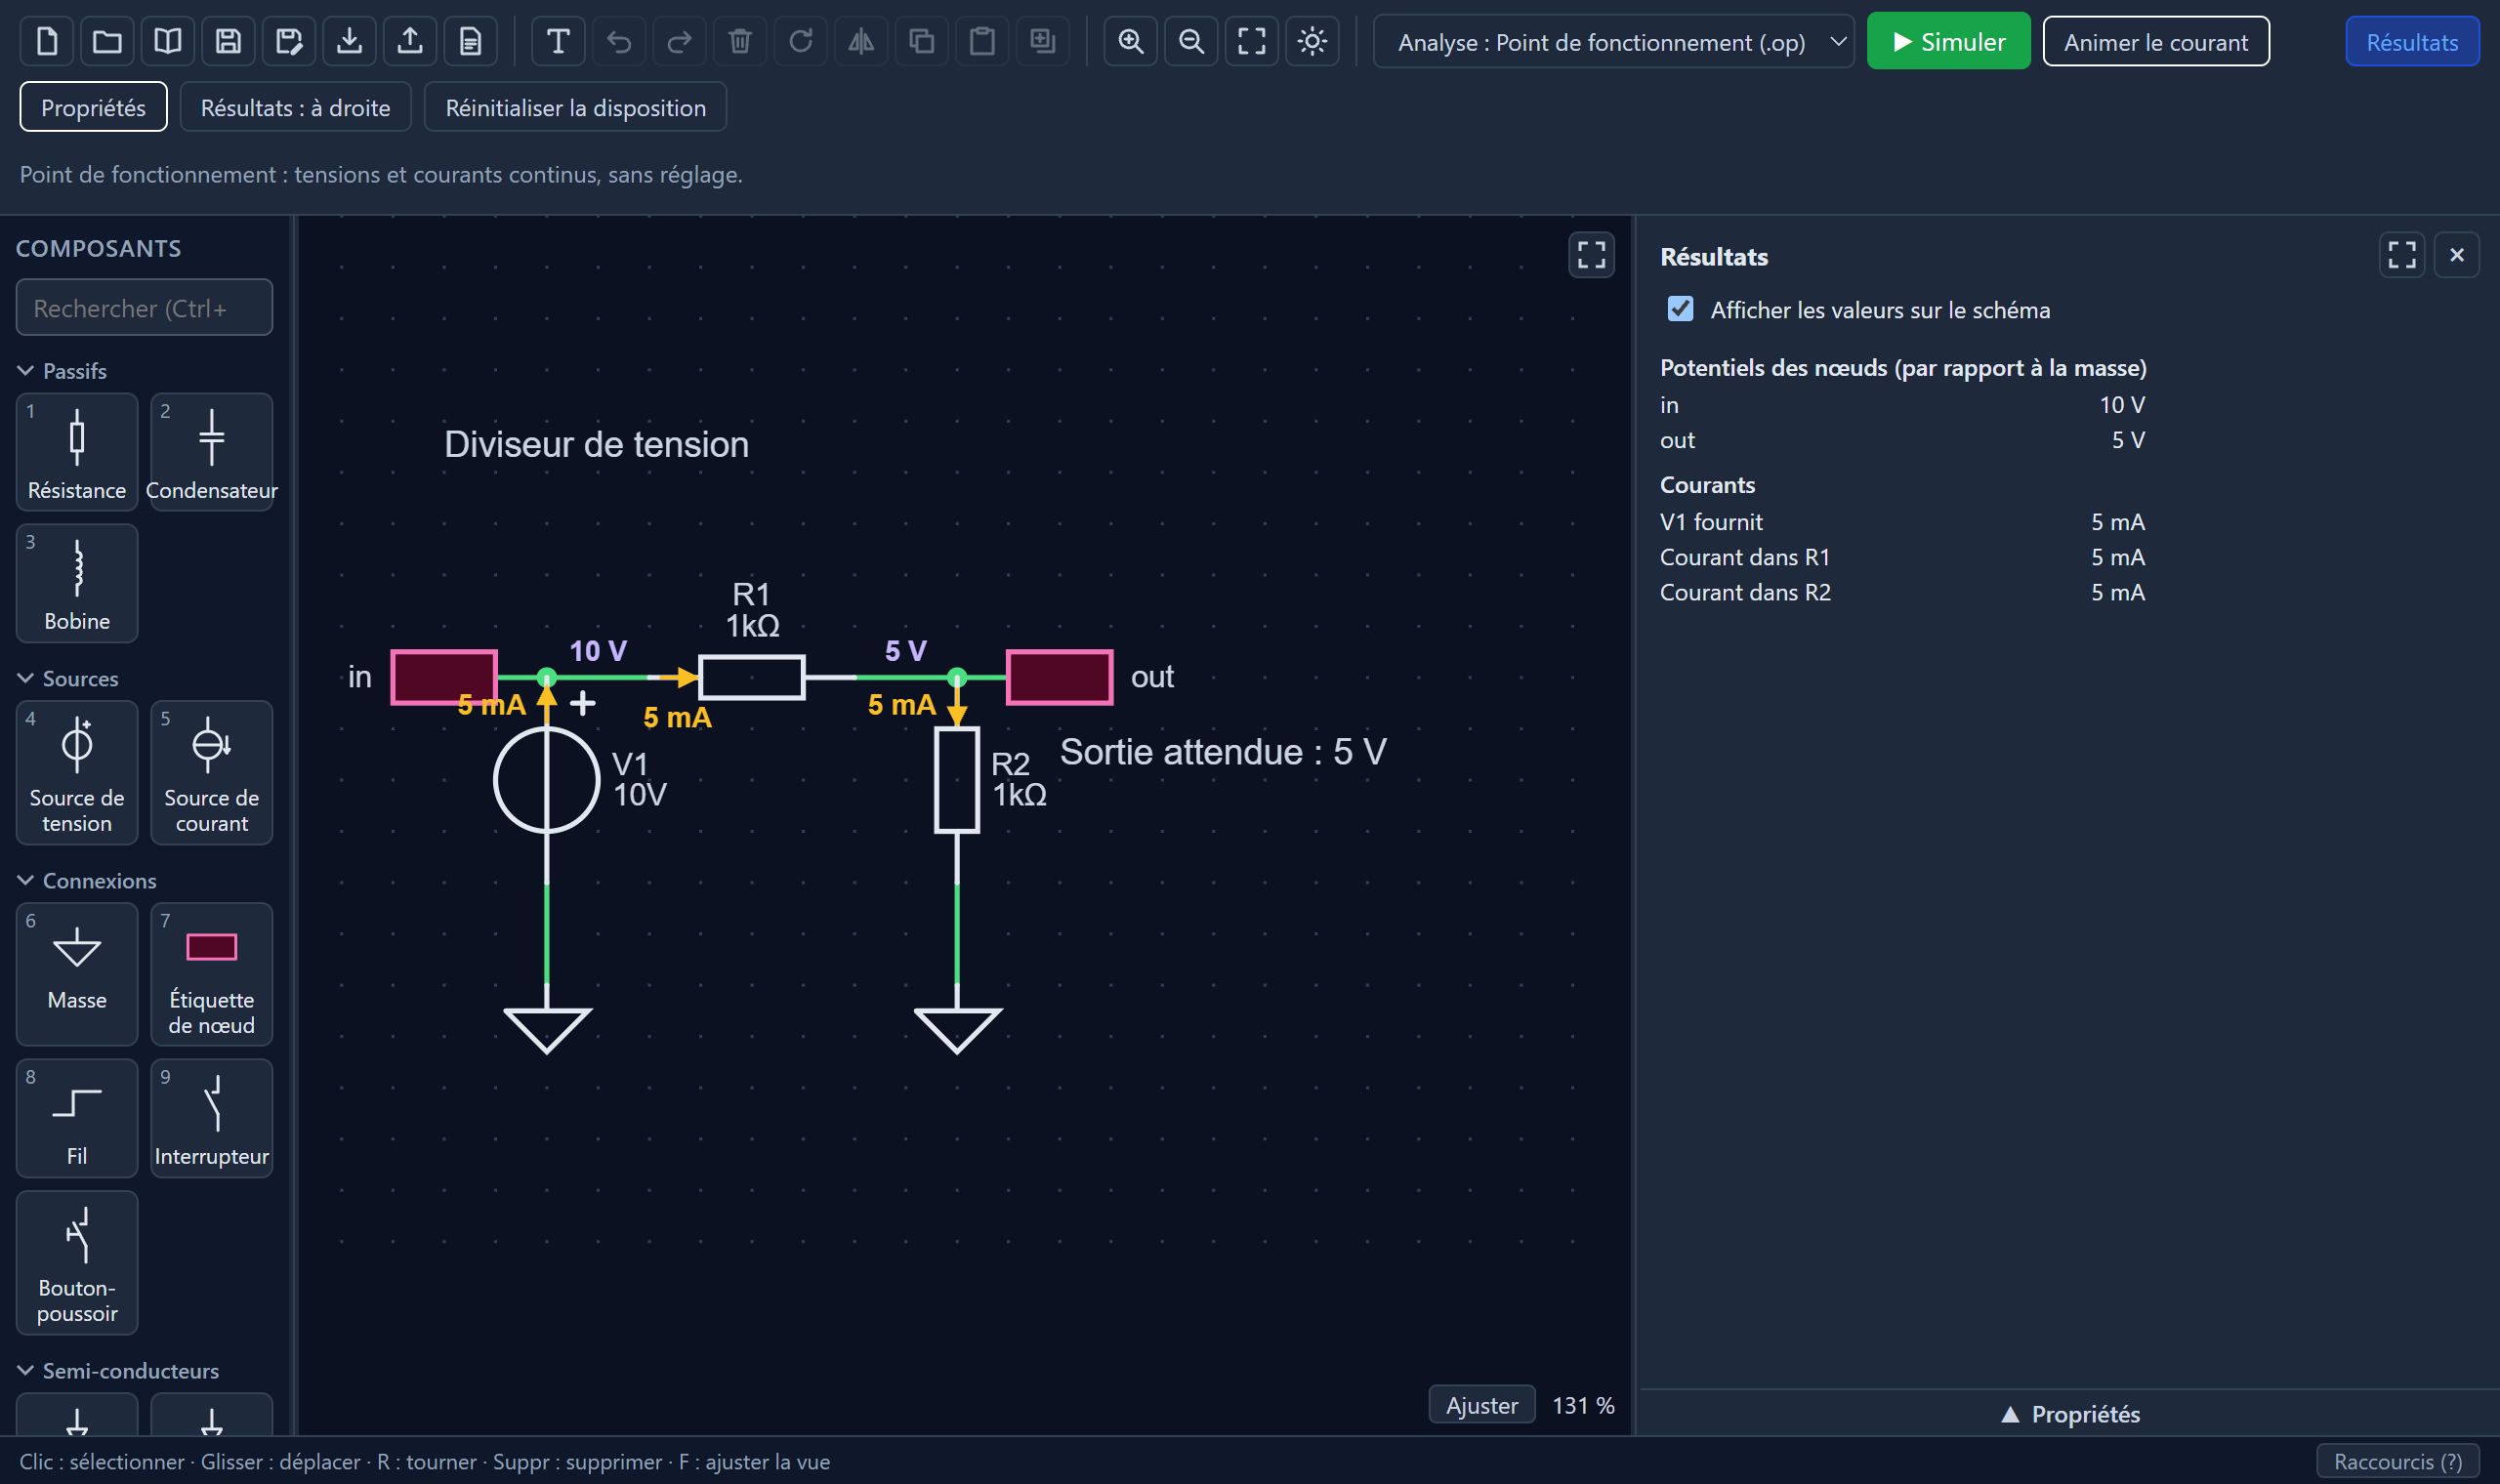 Analyse : Point de fonctionnement (.op)
▶ Simuler
Animer le courant
Résultats
Propriétés
Résultats : à droite
Réinitialiser la disposition
Point de fonctionnement : tensions et courants continus, sans réglage.
COMPOSANTS
Rechercher (Ctrl+
Passifs
1
Résistance
2
Condensateur
3
Bobine
Sources
4
Source de
tension
5
Source de
courant
Connexions
6
Masse
7
Étiquette
de nœud
8
Fil
9
Interrupteur
Bouton-
poussoir
Semi-conducteurs
Diviseur de tension
R1
1kΩ
in
10 V
5 V
out
5 mA
+
5 mA
5 mA
V1
10V
R2
1kΩ
Sortie attendue : 5 V
Ajuster
131 %
Résultats
Afficher les valeurs sur le schéma
Potentiels des nœuds (par rapport à la masse)
in 10 V
out 5 V
Courants
V1 fournit 5 mA
Courant dans R1 5 mA
Courant dans R2 5 mA
▲ Propriétés
Clic : sélectionner · Glisser : déplacer · R : tourner · Suppr : supprimer · F : ajuster la vue
Raccourcis (?)